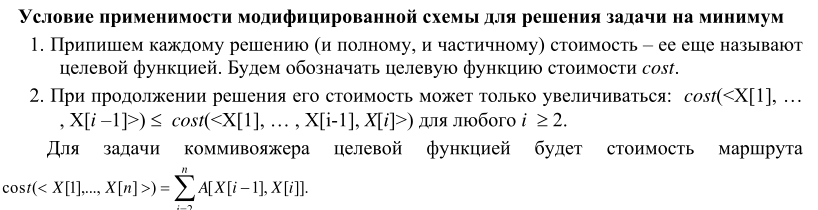 Условие применимости модифицированной схемы для решения задачи на минимум
1. Припишем каждому решению (и полному, и частичному) стоимость – ее еще называют
целевой функцией. Будем обозначать целевую функцию стоимости cost.
2. При продолжении решения его стоимость может только увеличиваться: cost(<X[1], …
, X[i –1]>) ≤ cost(<X[1], … , X[i-1], X[i]>) для любого i ≥ 2.
Для задачи коммивояжера целевой функцией будет стоимость маршрута
cost(< X[1],..., X[n] >) = ∑_{i=2}^{n} A[X[i −1], X[i]].